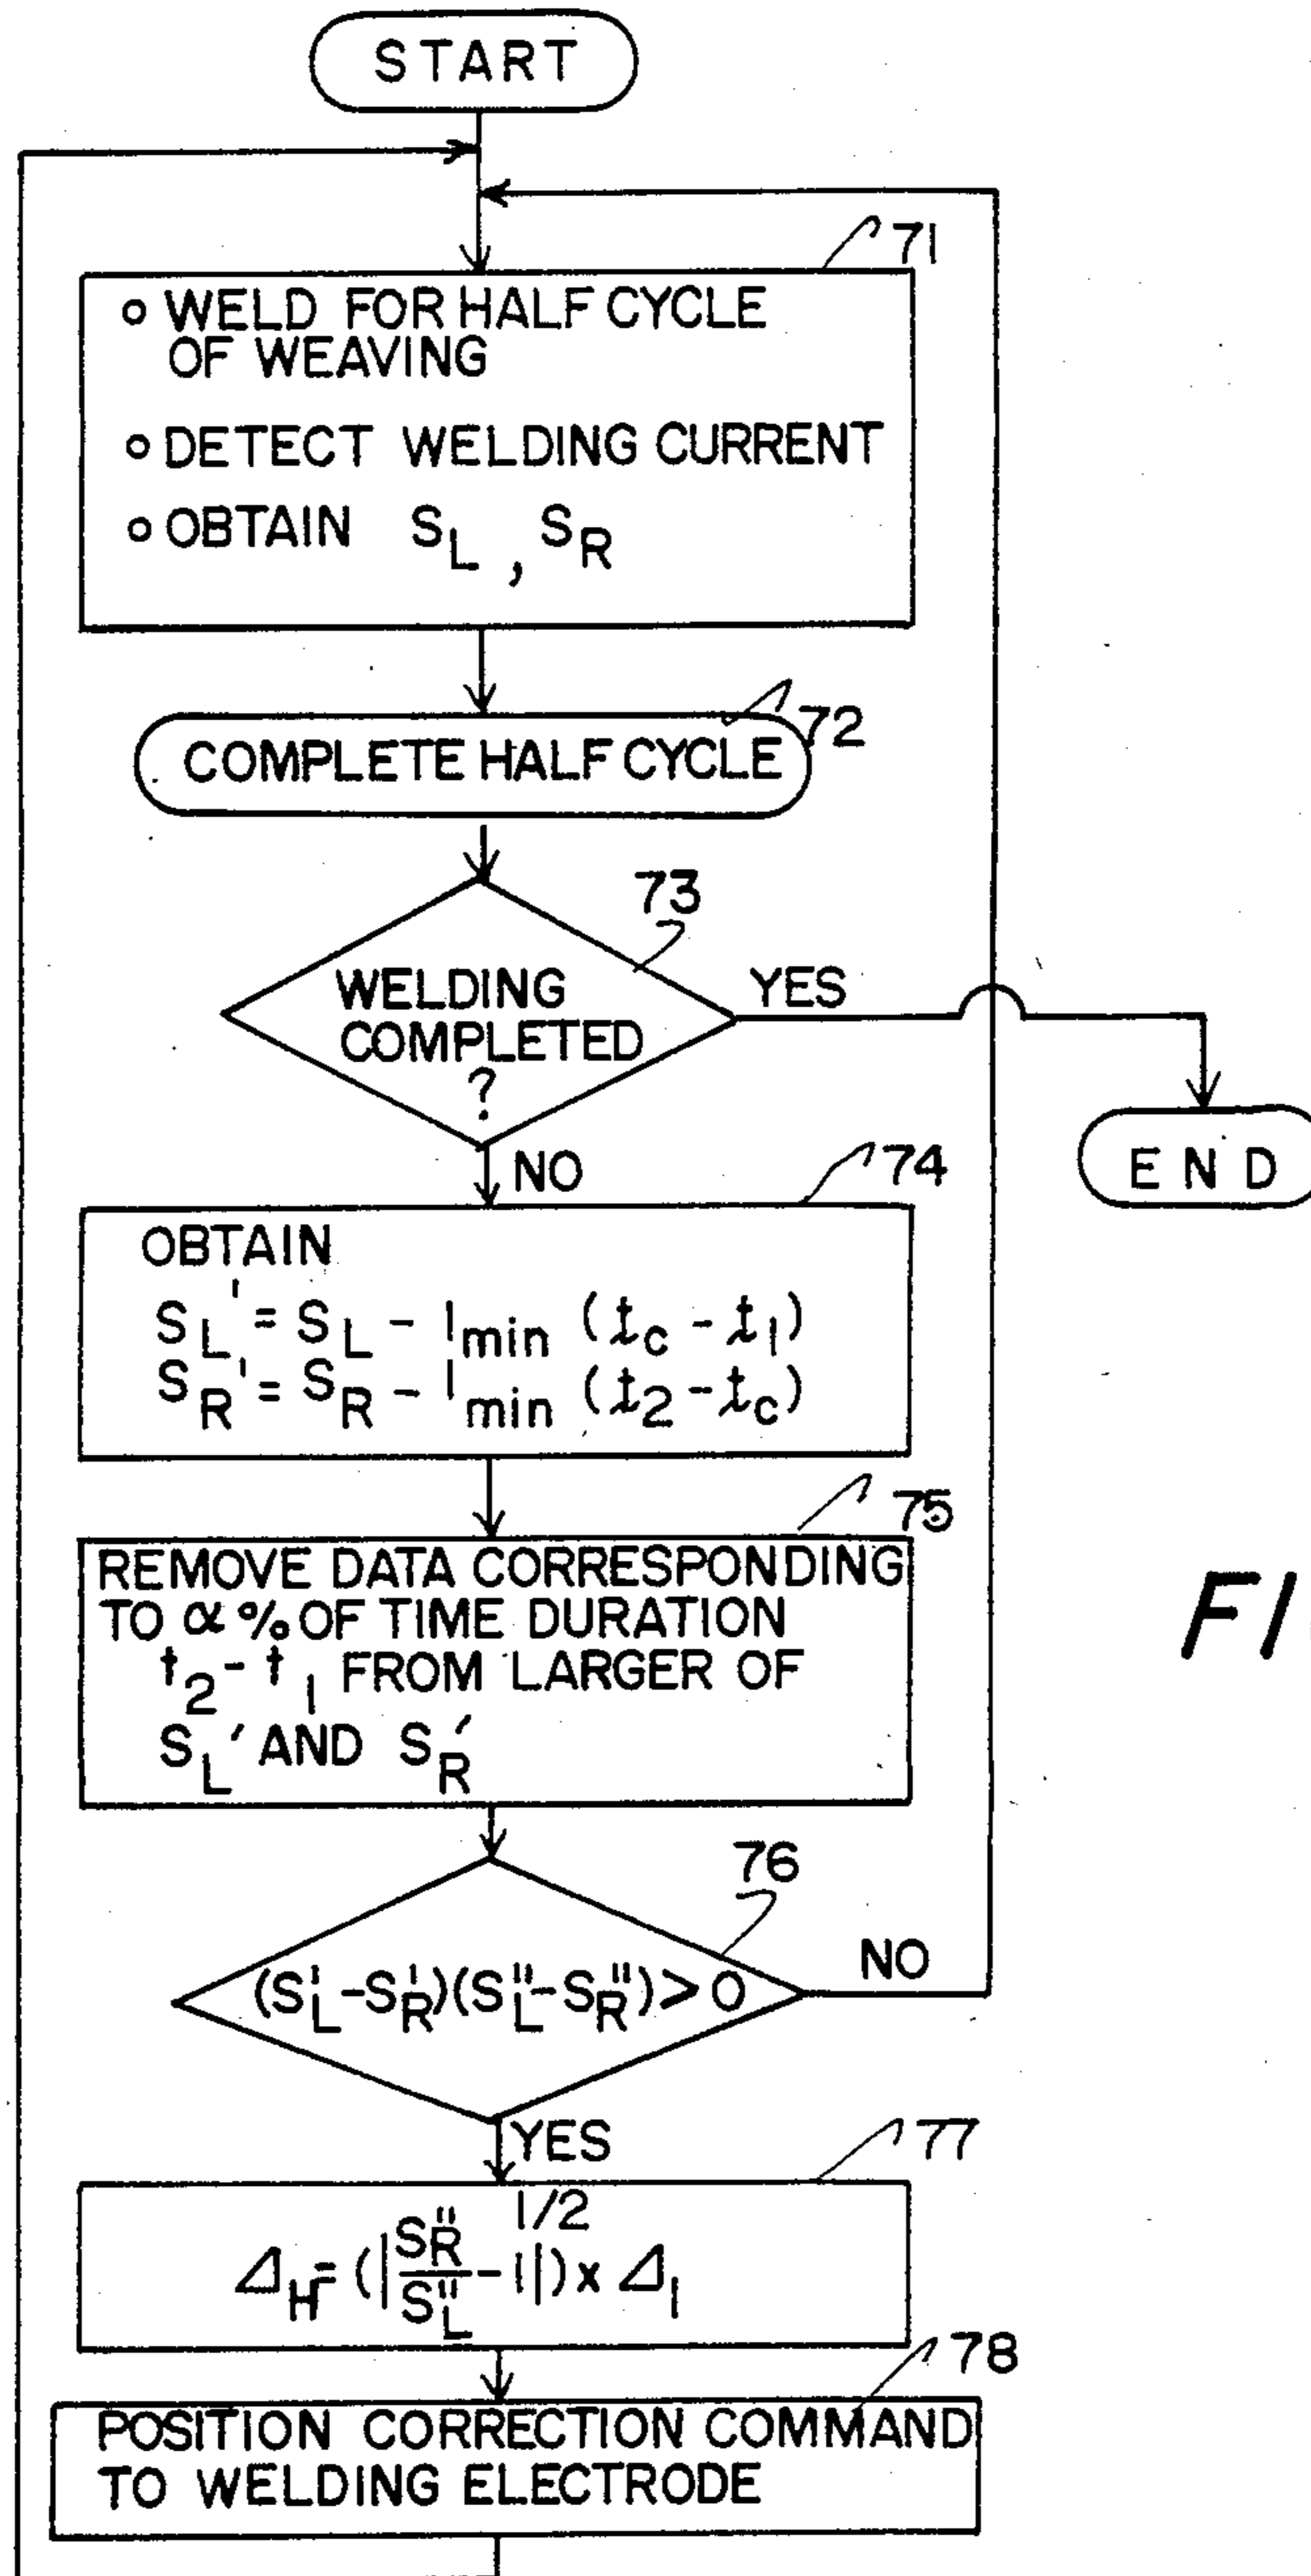 START
71
o WELD FOR HALF CYCLE
OF WEAVING
o DETECT WELDING CURRENT
o OBTAIN S_L , S_R
72
COMPLETE HALF CYCLE
73
WELDING
COMPLETED
?
YES
END
NO
74
OBTAIN
S_L' = S_L - I_min (t_c - t_1)
S_R' = S_R - I_min (t_2 - t_c)
75
REMOVE DATA CORRESPONDING
TO α % OF TIME DURATION
t_2 - t_1 FROM LARGER OF
S_L' AND S_R'
76
(S_L' - S_R')(S_L'' - S_R'') > 0
NO
YES
77
Δ_H = (|S_R''/S_L'' - 1|)^1/2 x Δ_1
78
POSITION CORRECTION COMMAND
TO WELDING ELECTRODE